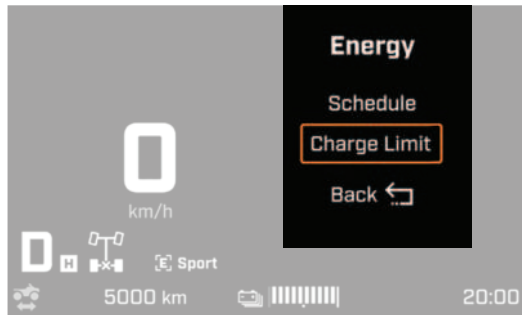 Energy
Schedule
Charge Limit
Back
0
km/h
D H [E] Sport
5000 km 20:00